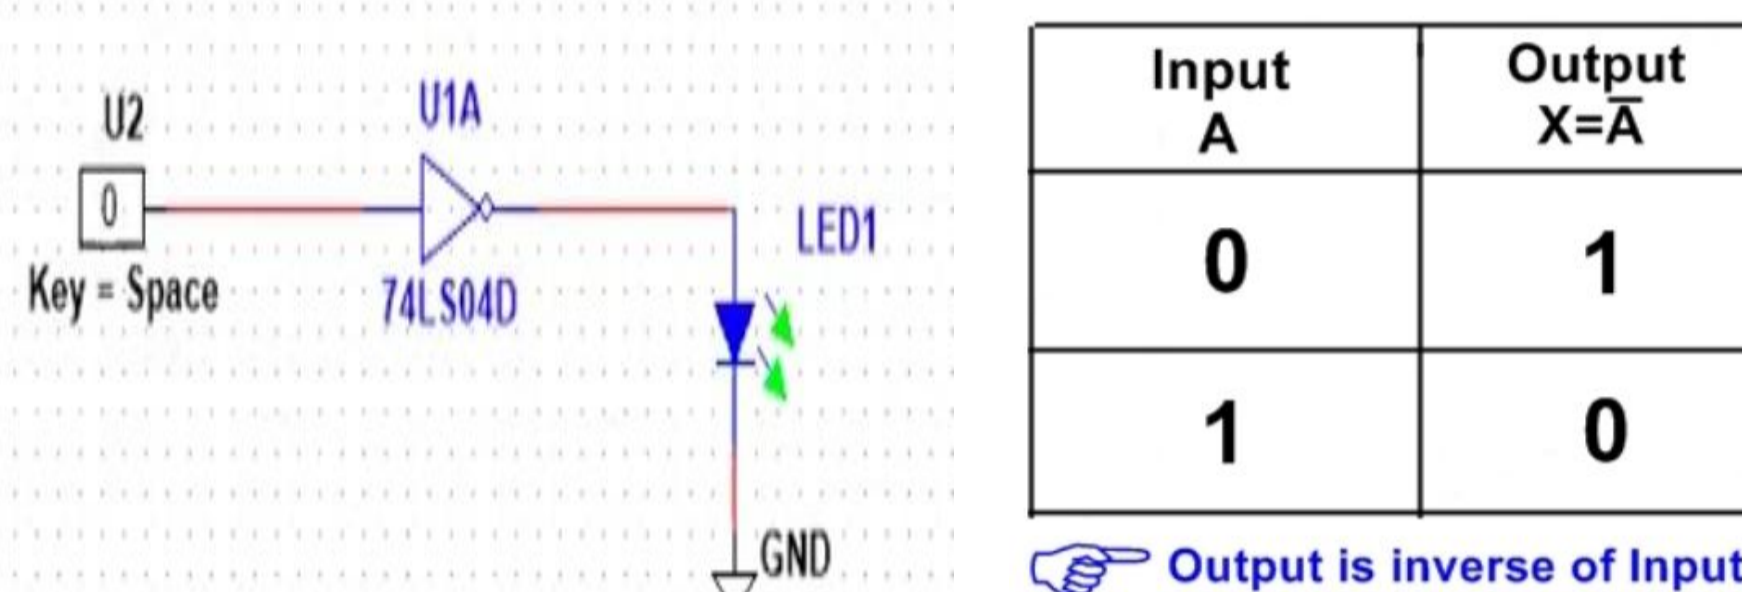 U2
0
Key = Space
U1A
74LS04D
LED1
GND
Input Output
A X=A̅
0 1
1 0
Output is inverse of Input